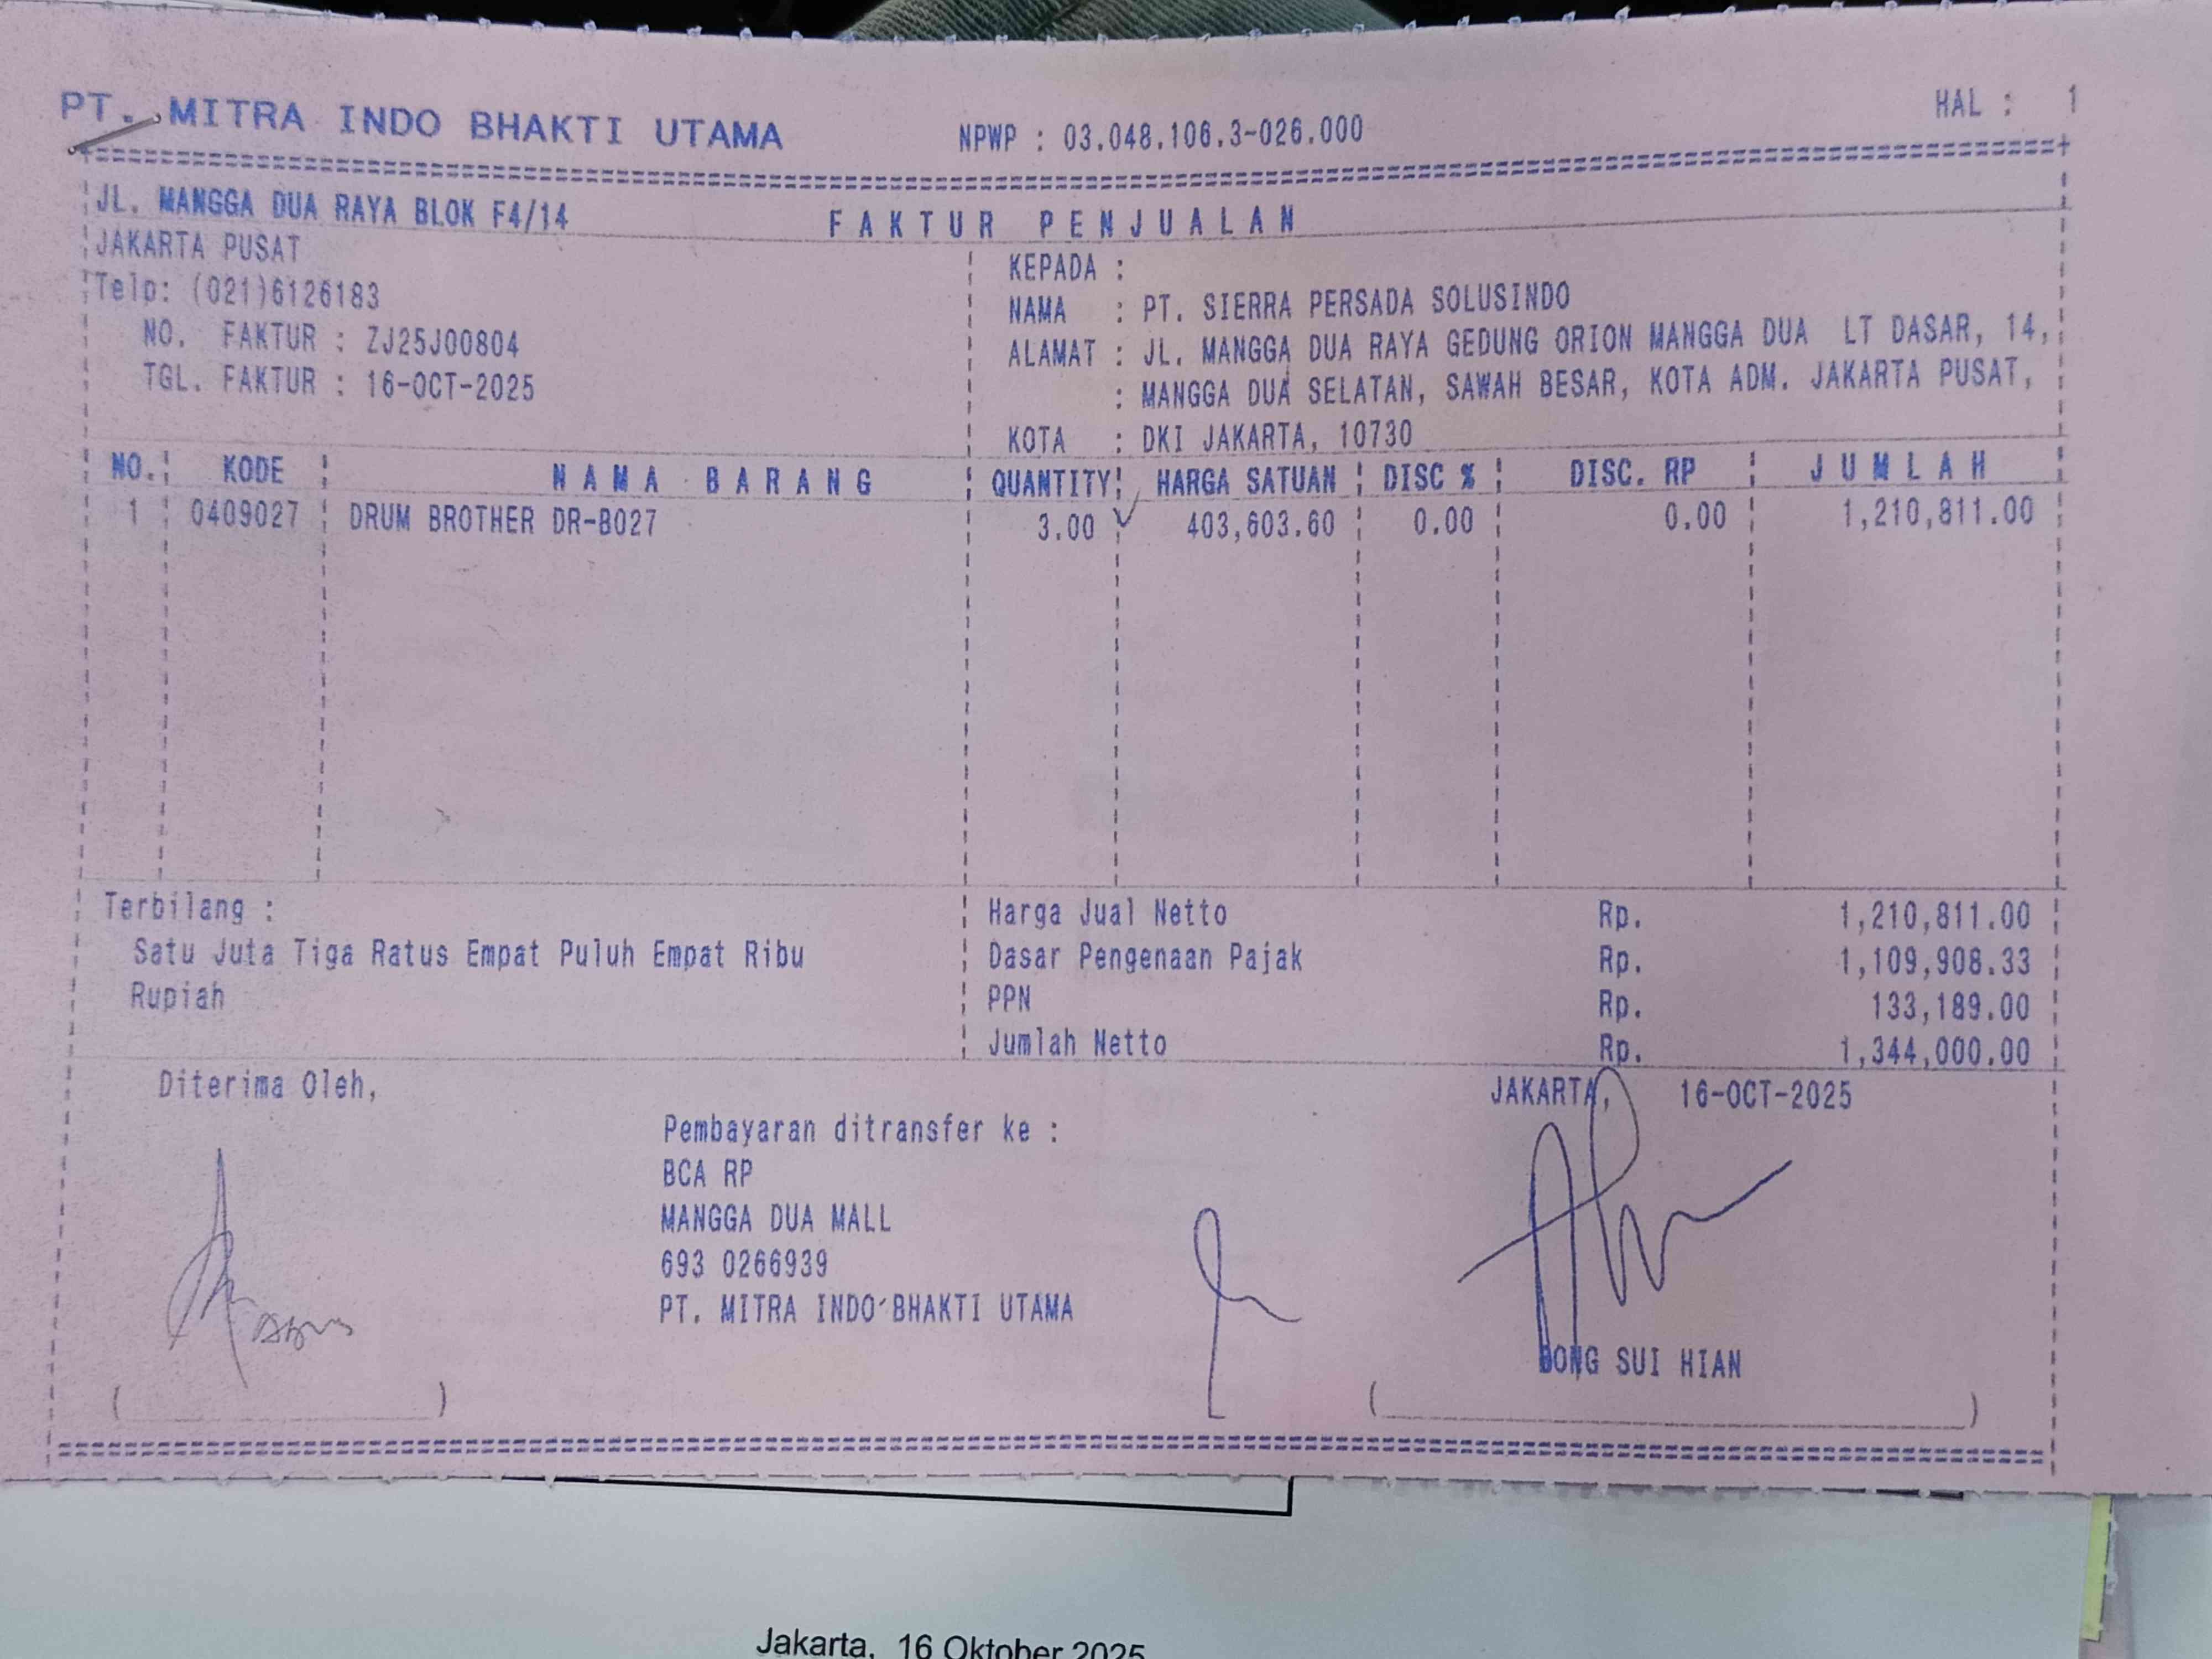 PT. MITRA INDO BHAKTI UTAMA NPWP : 03.048.106.3-026.000 HAL : 1
JL. MANGGA DUA RAYA BLOK F4/14
FAKTUR PENJUALAN
JAKARTA PUSAT
Telp: (021)6126183
NO. FAKTUR : ZJ25J00804
TGL. FAKTUR : 16-OCT-2025
KEPADA :
NAMA : PT. SIERRA PERSADA SOLUSINDO
ALAMAT : JL. MANGGA DUA RAYA GEDUNG ORION MANGGA DUA LT DASAR, 14,
: MANGGA DUA SELATAN, SAWAH BESAR, KOTA ADM. JAKARTA PUSAT,
KOTA : DKI JAKARTA, 10730
NO. KODE NAMA BARANG QUANTITY HARGA SATUAN DISC % DISC. RP JUMLAH
1 0409027 DRUM BROTHER DR-B027 3.00 403,603.60 0.00 0.00 1,210,811.00
Terbilang :
Satu Juta Tiga Ratus Empat Puluh Empat Ribu
Rupiah
Harga Jual Netto Rp. 1,210,811.00
Dasar Pengenaan Pajak Rp. 1,109,908.33
PPN Rp. 133,189.00
Jumlah Netto Rp. 1,344,000.00
Diterima Oleh,
Pembayaran ditransfer ke :
BCA RP
MANGGA DUA MALL
693 0266939
PT. MITRA INDO BHAKTI UTAMA
JAKARTA, 16-OCT-2025
BONG SUI HIAN
Jakarta, 16 Oktober 2025